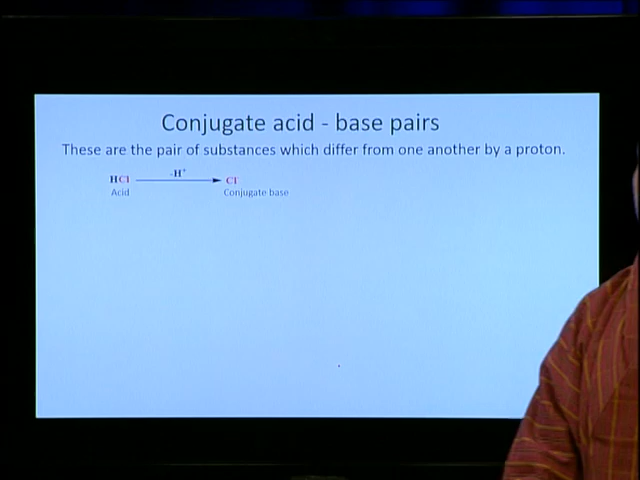 Conjugate acid - base pairs
These are the pair of substances which differ from one another by a proton.
HCl -H⁺ Cl⁻
Acid Conjugate base